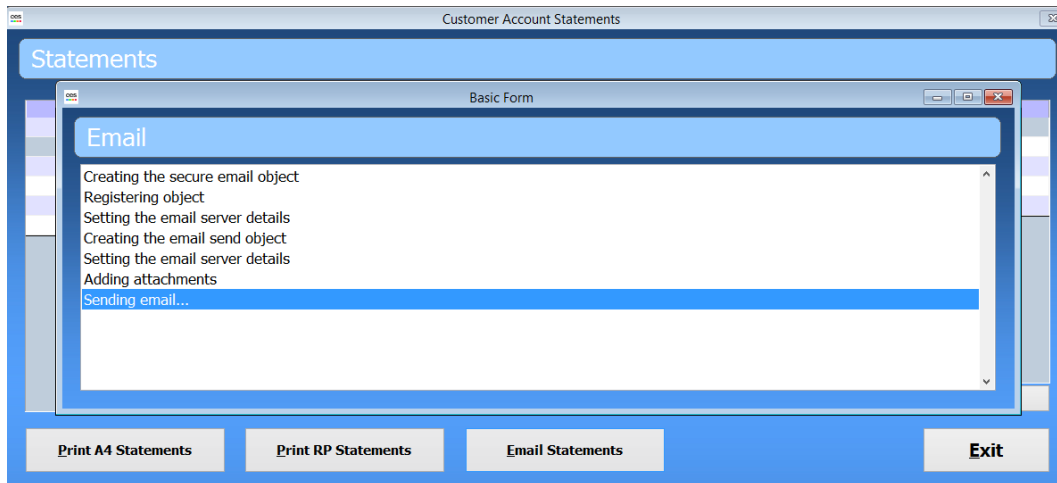 ces
Customer Account Statements
Statements
ces
Basic Form
Email
Creating the secure email object
Registering object
Setting the email server details
Creating the email send object
Setting the email server details
Adding attachments
Sending email...
Print A4 Statements
Print RP Statements
Email Statements
Exit